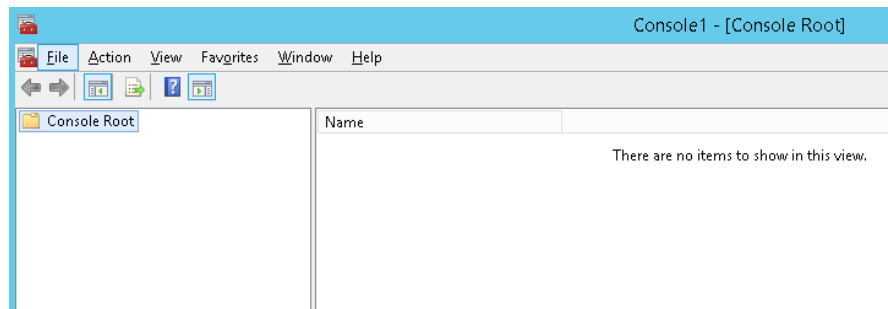 Console1 - [Console Root]
File Action View Favorites Window Help
Console Root
Name
There are no items to show in this view.